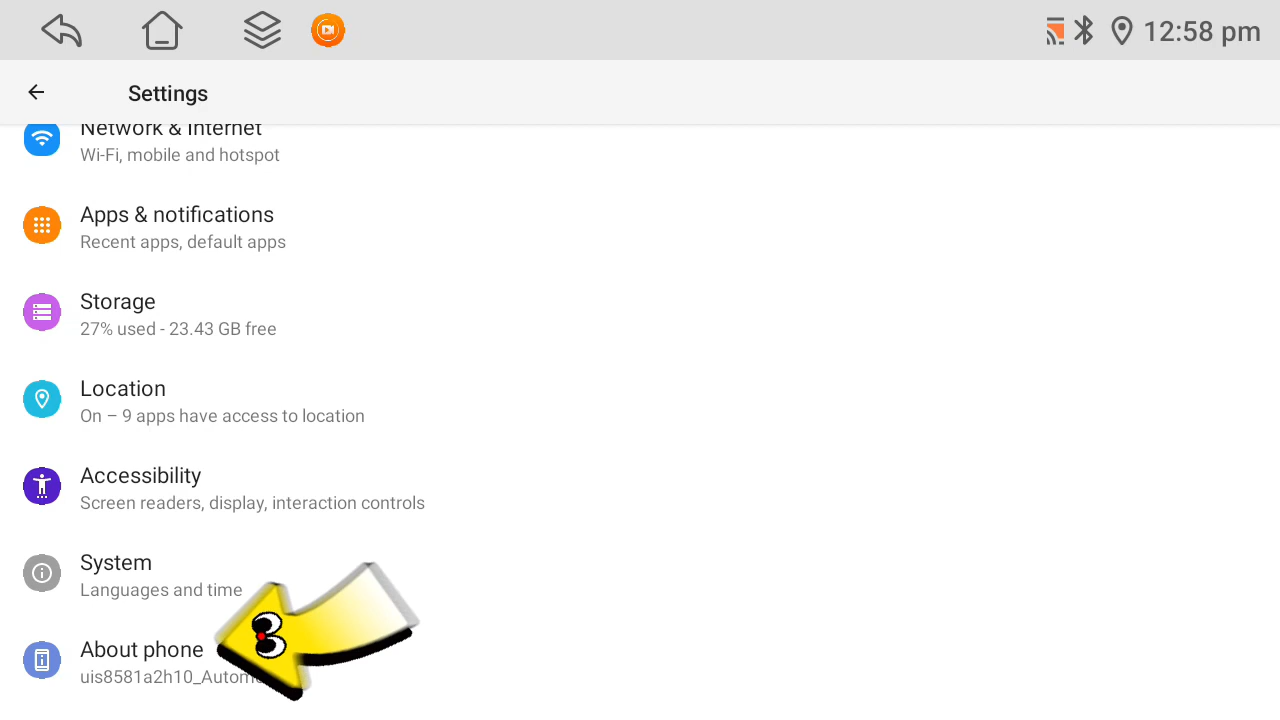 12:58 pm
Settings
Network & Internet
Wi-Fi, mobile and hotspot
Apps & notifications
Recent apps, default apps
Storage
27% used - 23.43 GB free
Location
On – 9 apps have access to location
Accessibility
Screen readers, display, interaction controls
System
Languages and time
About phone